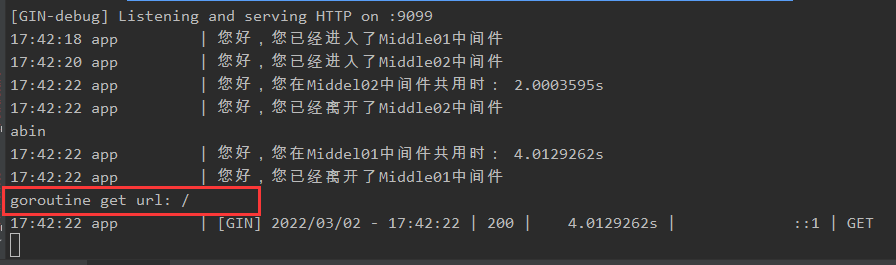 [GIN-debug] Listening and serving HTTP on :9099
17:42:18 app | 您好，您已经进入了Middle01中间件
17:42:20 app | 您好，您已经进入了Middle02中间件
17:42:22 app | 您好，您在Middel02中间件共用时： 2.0003595s
17:42:22 app | 您好，您已经离开了Middle02中间件
abin
17:42:22 app | 您好，您在Middel01中间件共用时： 4.0129262s
17:42:22 app | 您好，您已经离开了Middle01中间件
goroutine get url: /
17:42:22 app | [GIN] 2022/03/02 - 17:42:22 | 200 | 4.0129262s | ::1 | GET